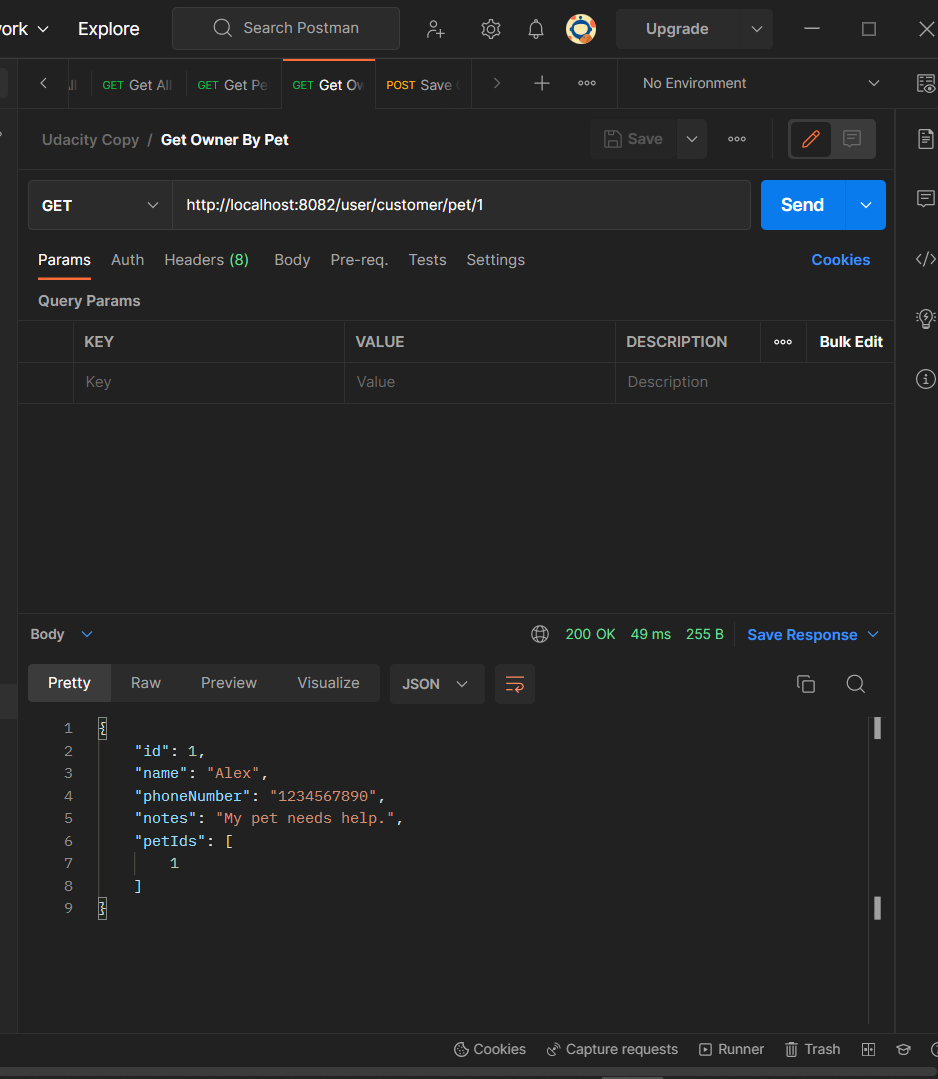 Explore
Search Postman
Upgrade
GET Get All
GET Get Pe
GET Get Ow
POST Save
No Environment
Udacity Copy / Get Owner By Pet
Save
GET
http://localhost:8082/user/customer/pet/1
Send
Params Auth Headers (8) Body Pre-req. Tests Settings Cookies
Query Params
KEY VALUE DESCRIPTION Bulk Edit
Key Value Description
Body 200 OK 49 ms 255 B Save Response
Pretty Raw Preview Visualize JSON
1 {
2 "id": 1,
3 "name": "Alex",
4 "phoneNumber": "1234567890",
5 "notes": "My pet needs help.",
6 "petIds": [
7 1
8 ]
9 }
Cookies Capture requests Runner Trash